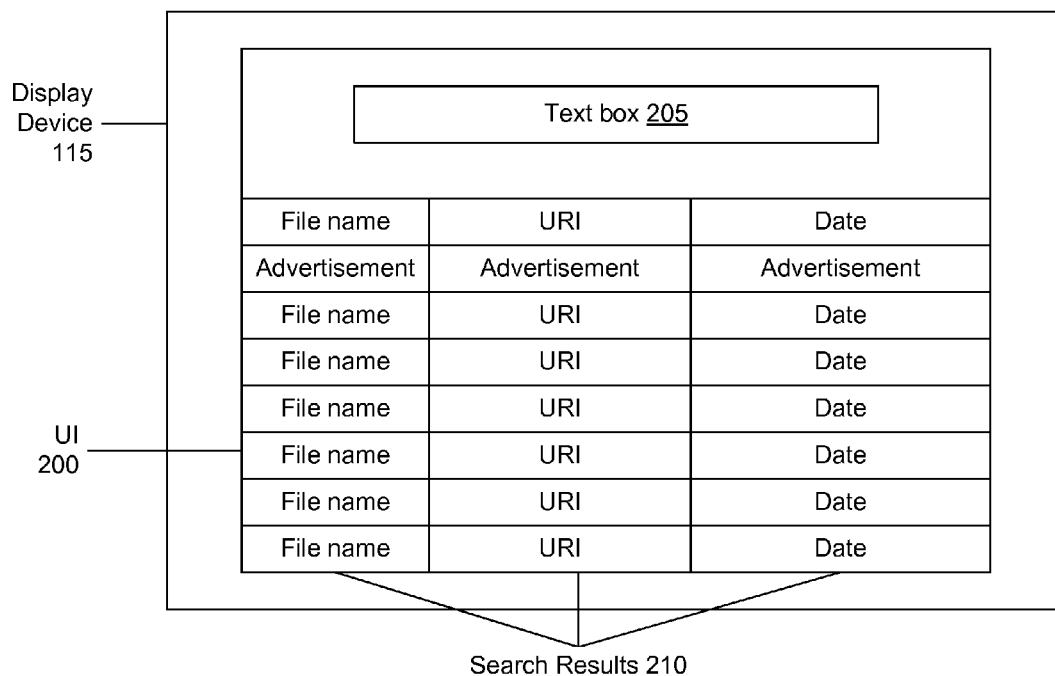 Display
Device
115
Text box 205
File name URI Date
Advertisement Advertisement Advertisement
File name URI Date
File name URI Date
File name URI Date
File name URI Date
File name URI Date
File name URI Date
UI
200
Search Results 210